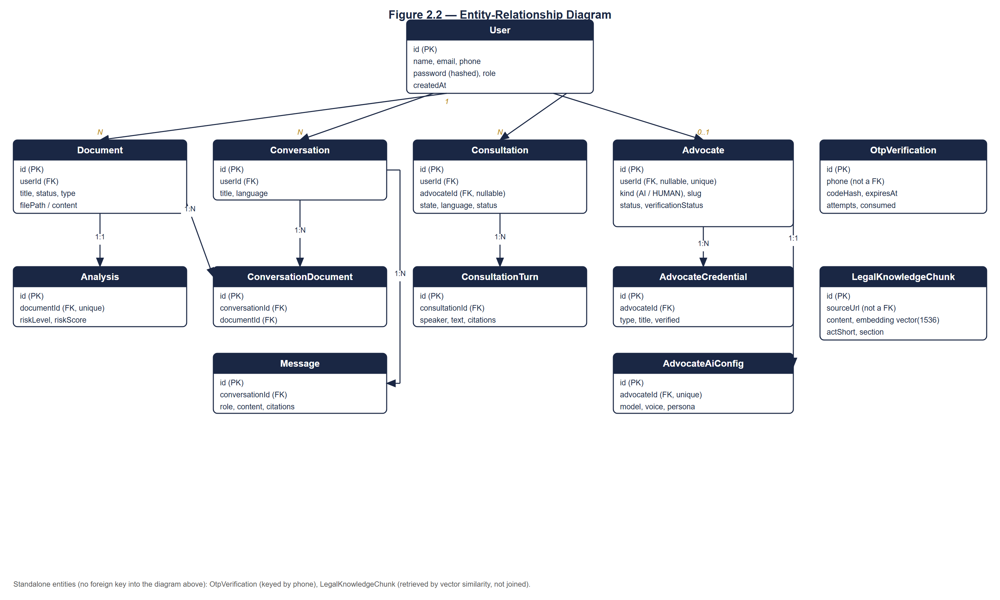 Figure 2.2 — Entity-Relationship Diagram
User
id (PK)
name, email, phone
password (hashed), role
createdAt
1
N
N
N
0..1
Document
id (PK)
userId (FK)
title, status, type
filePath / content
Conversation
id (PK)
userId (FK)
title, language
Consultation
id (PK)
userId (FK)
advocateId (FK, nullable)
state, language, status
Advocate
id (PK)
userId (FK, nullable, unique)
kind (AI / HUMAN), slug
status, verificationStatus
OtpVerification
id (PK)
phone (not a FK)
codeHash, expiresAt
attempts, consumed
1:N
1:1
1:N
1:N
1:N
1:1
1:N
Analysis
id (PK)
documentId (FK, unique)
riskLevel, riskScore
ConversationDocument
id (PK)
conversationId (FK)
documentId (FK)
ConsultationTurn
id (PK)
consultationId (FK)
speaker, text, citations
AdvocateCredential
id (PK)
advocateId (FK)
type, title, verified
LegalKnowledgeChunk
id (PK)
sourceUrl (not a FK)
content, embedding vector(1536)
actShort, section
Message
id (PK)
conversationId (FK)
role, content, citations
AdvocateAiConfig
id (PK)
advocateId (FK, unique)
model, voice, persona
Standalone entities (no foreign key into the diagram above): OtpVerification (keyed by phone), LegalKnowledgeChunk (retrieved by vector similarity, not joined).